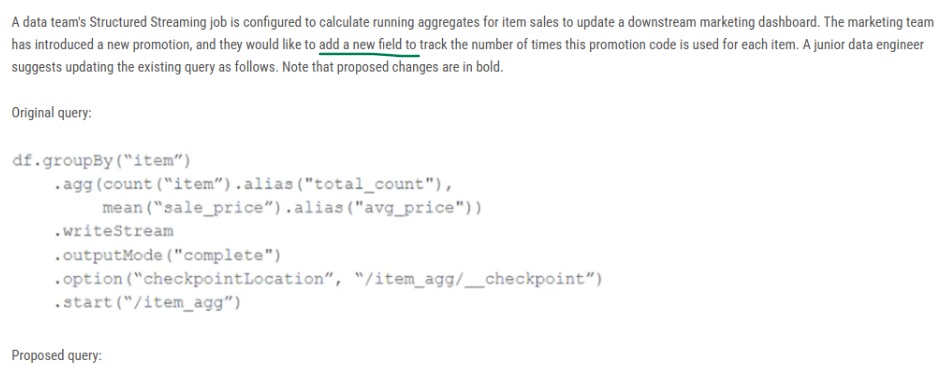 A data team's Structured Streaming job is configured to calculate running aggregates for item sales to update a downstream marketing dashboard. The marketing team
has introduced a new promotion, and they would like to add a new field to track the number of times this promotion code is used for each item. A junior data engineer
suggests updating the existing query as follows. Note that proposed changes are in bold.
Original query:
df.groupBy(“item”)
.agg(count(“item”).alias("total_count"),
mean(“sale_price”).alias("avg_price"))
.writeStream
.outputMode("complete")
.option(“checkpointLocation”, “/item_agg/__checkpoint”)
.start(“/item_agg”)
Proposed query: